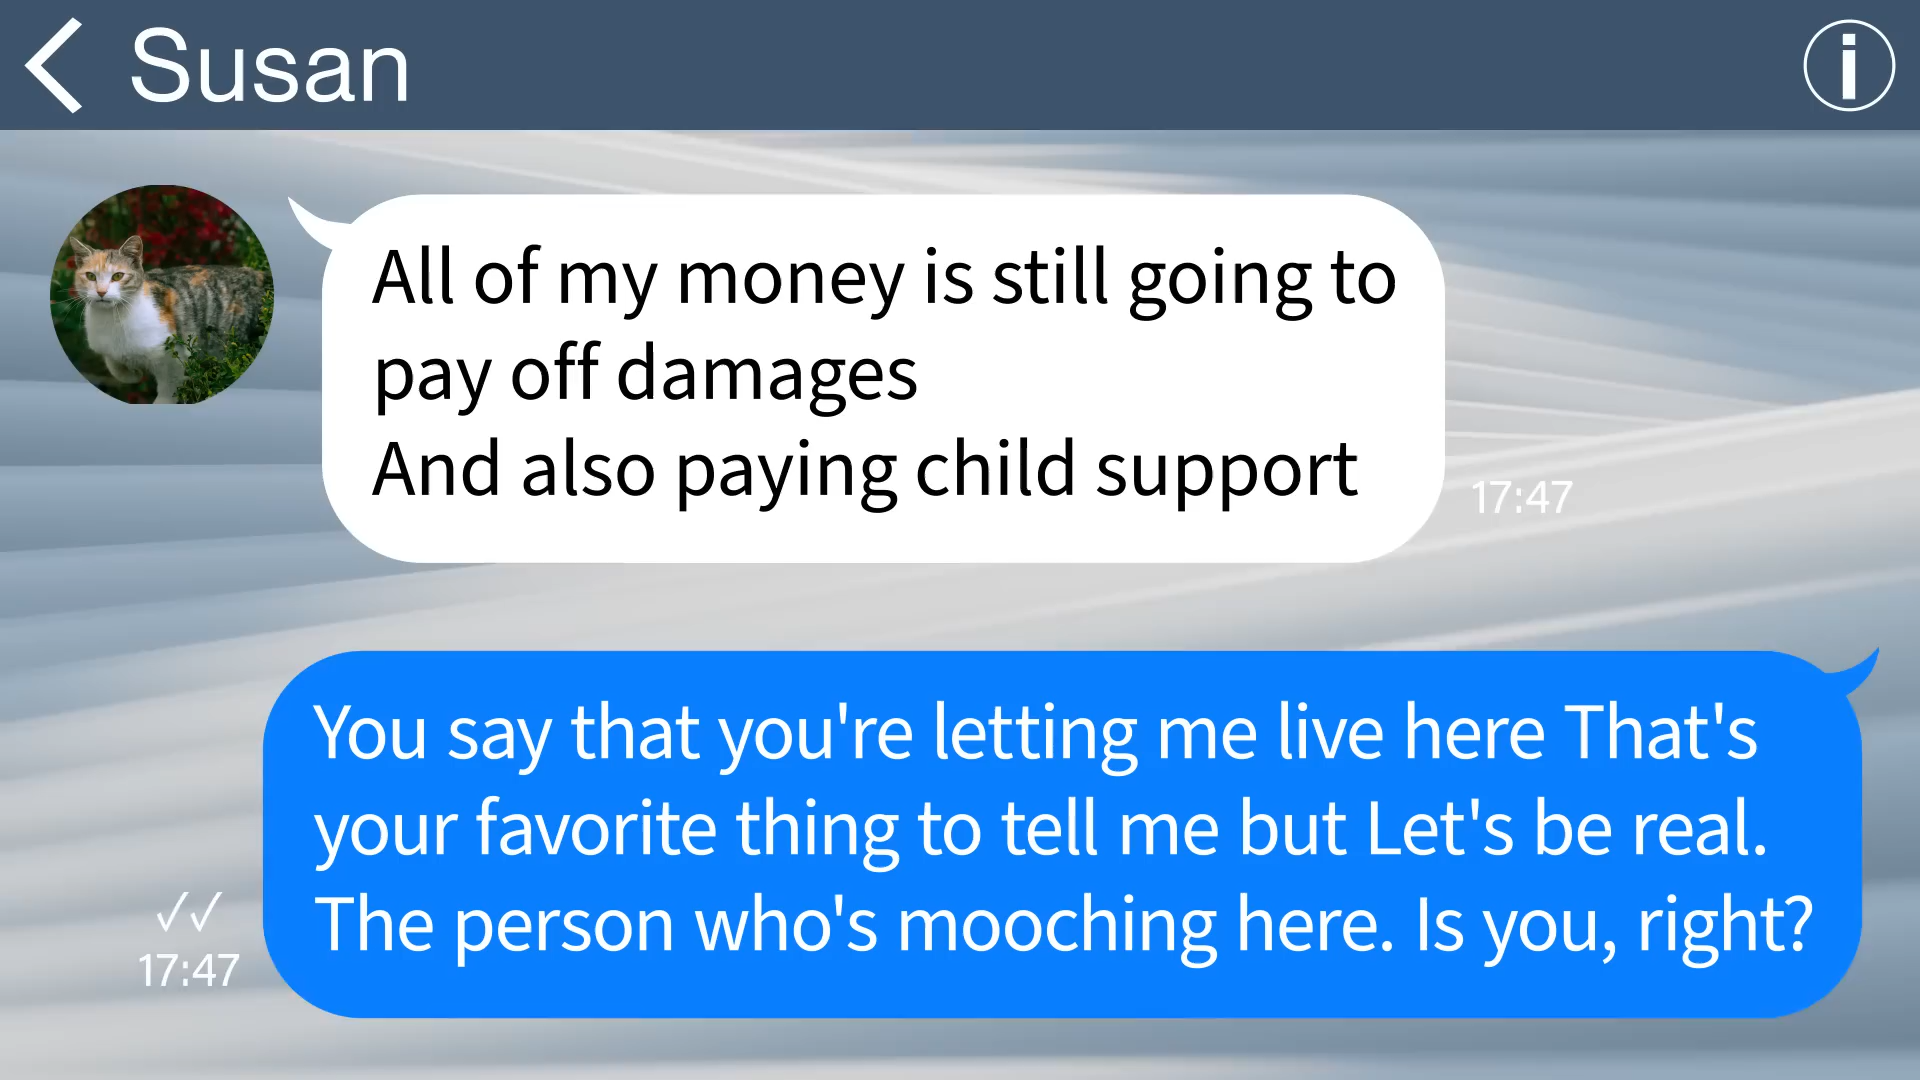 Susan
All of my money is still going to
pay off damages
And also paying child support
17:47
You say that you're letting me live here That's
your favorite thing to tell me but Let's be real.
The person who's mooching here. Is you, right?
17:47